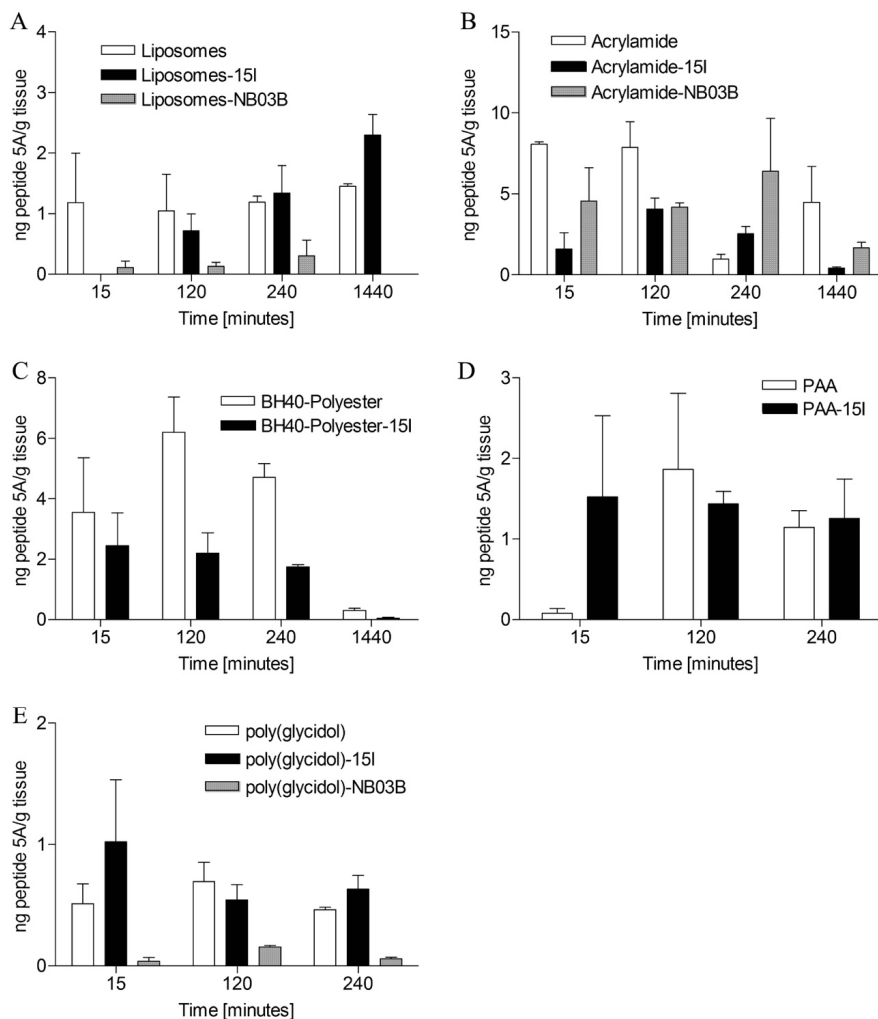 A
ng peptide 5A/g tissue
4
3
2
1
0
Liposomes
Liposomes-15I
Liposomes-NB03B
15 120 240 1440
Time [minutes]
B
ng peptide 5A/g tissue
15
10
5
0
Acrylamide
Acrylamide-15I
Acrylamide-NB03B
15 120 240 1440
Time [minutes]
C
ng peptide 5A/g tissue
8
6
4
2
0
BH40-Polyester
BH40-Polyester-15I
15 120 240 1440
Time [minutes]
D
ng peptide 5A/g tissue
3
2
1
0
PAA
PAA-15I
15 120 240
Time [minutes]
E
ng peptide 5A/g tissue
2
1
0
poly(glycidol)
poly(glycidol)-15I
poly(glycidol)-NB03B
15 120 240
Time [minutes]